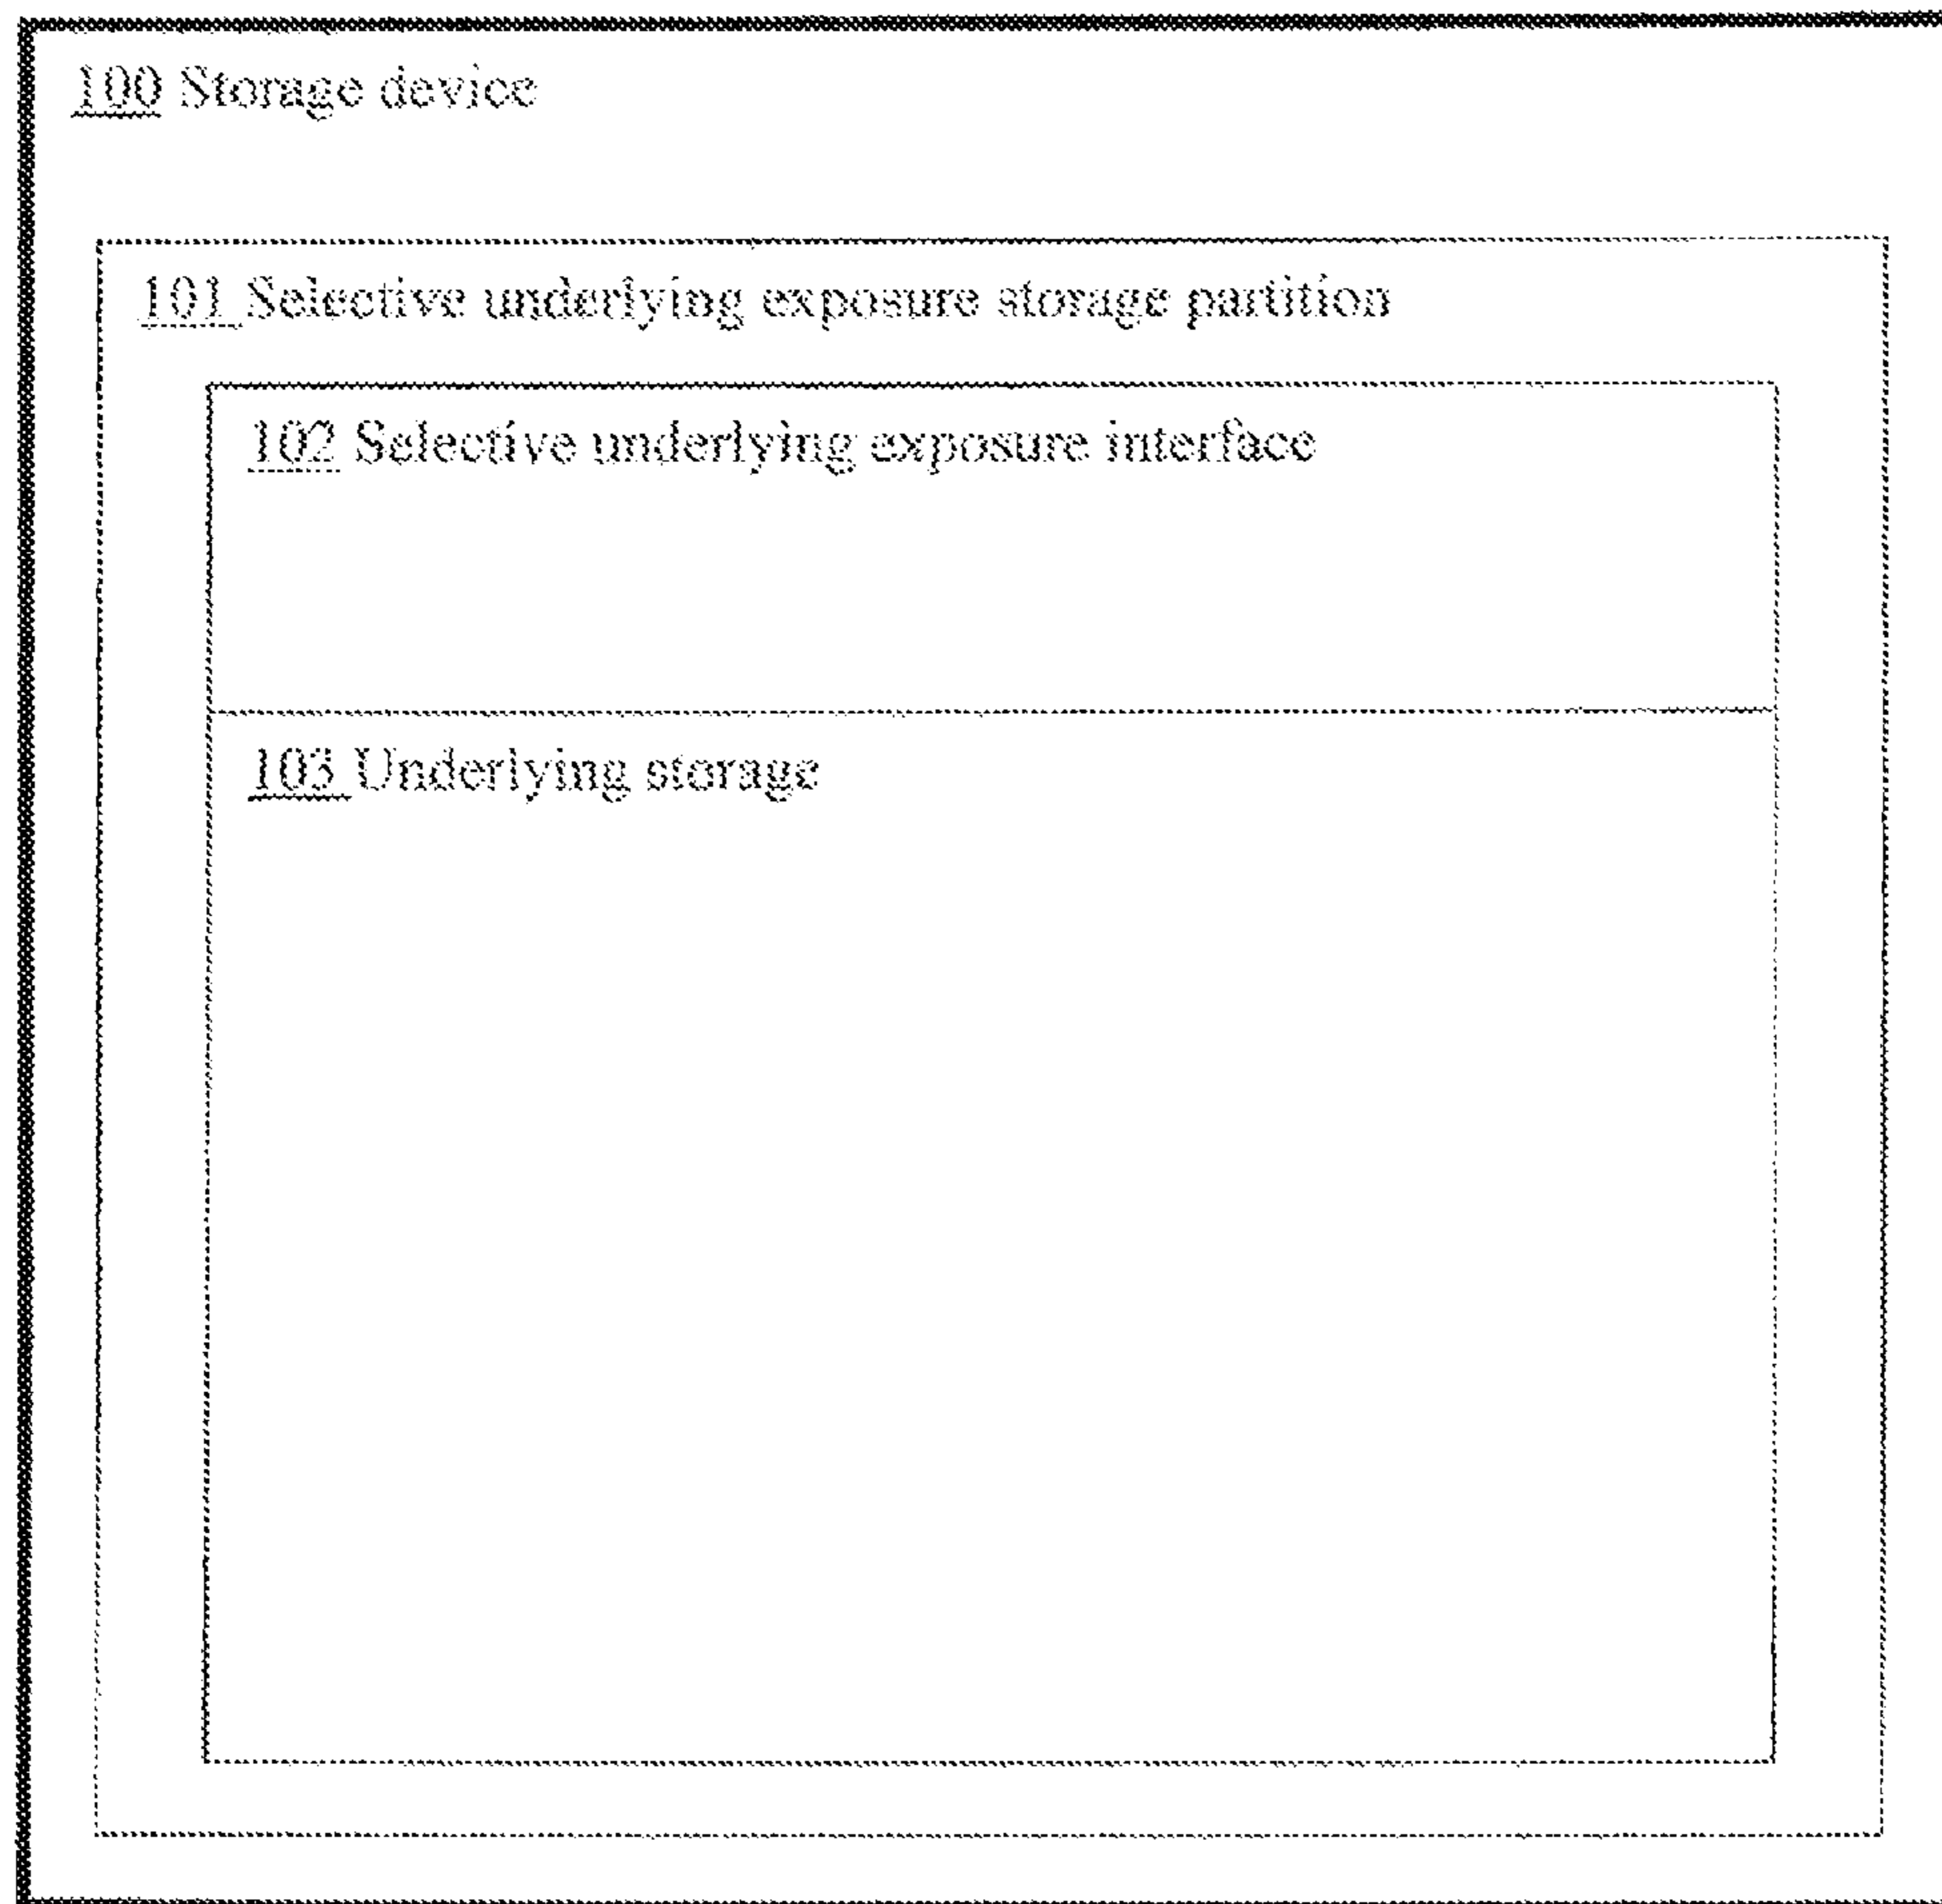 100 Storage device
101 Selective underlying exposure storage partition
102 Selective underlying exposure interface
103 Underlying storage